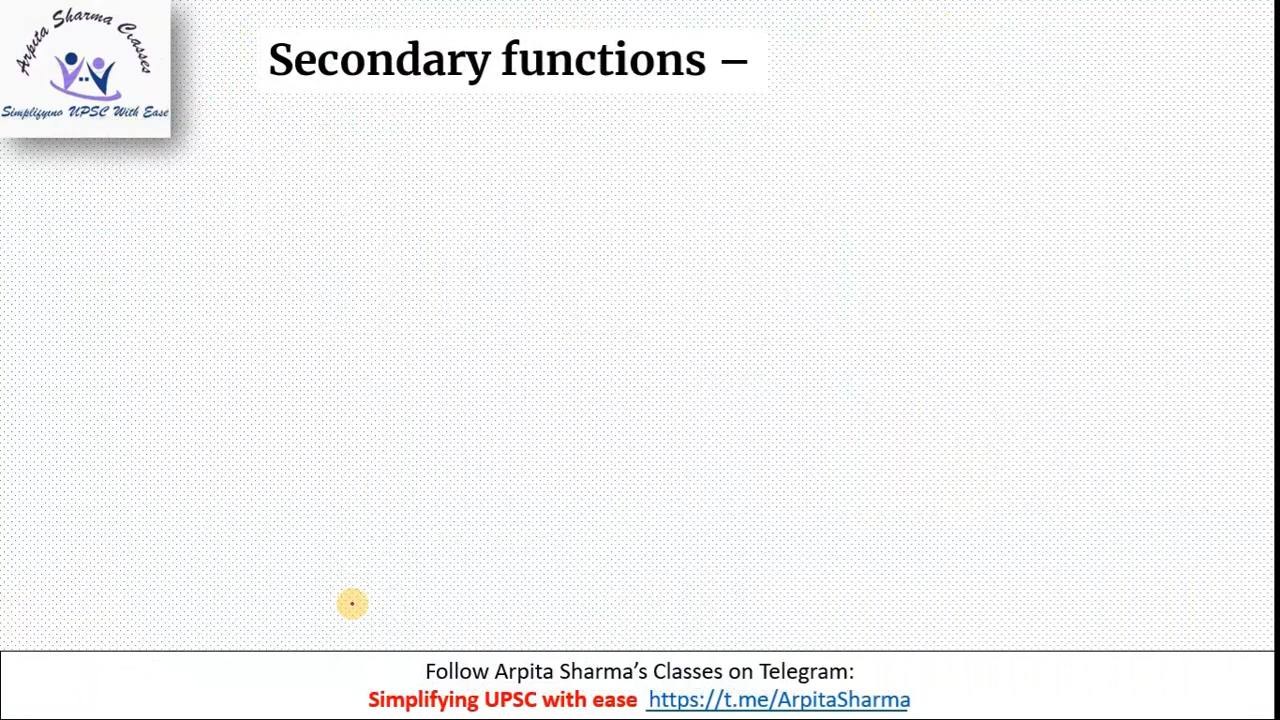 Arpita Sharma Classes
Simplifyino UPSC With Ease
Secondary functions –
Follow Arpita Sharma’s Classes on Telegram:
Simplifying UPSC with ease https://t.me/ArpitaSharma